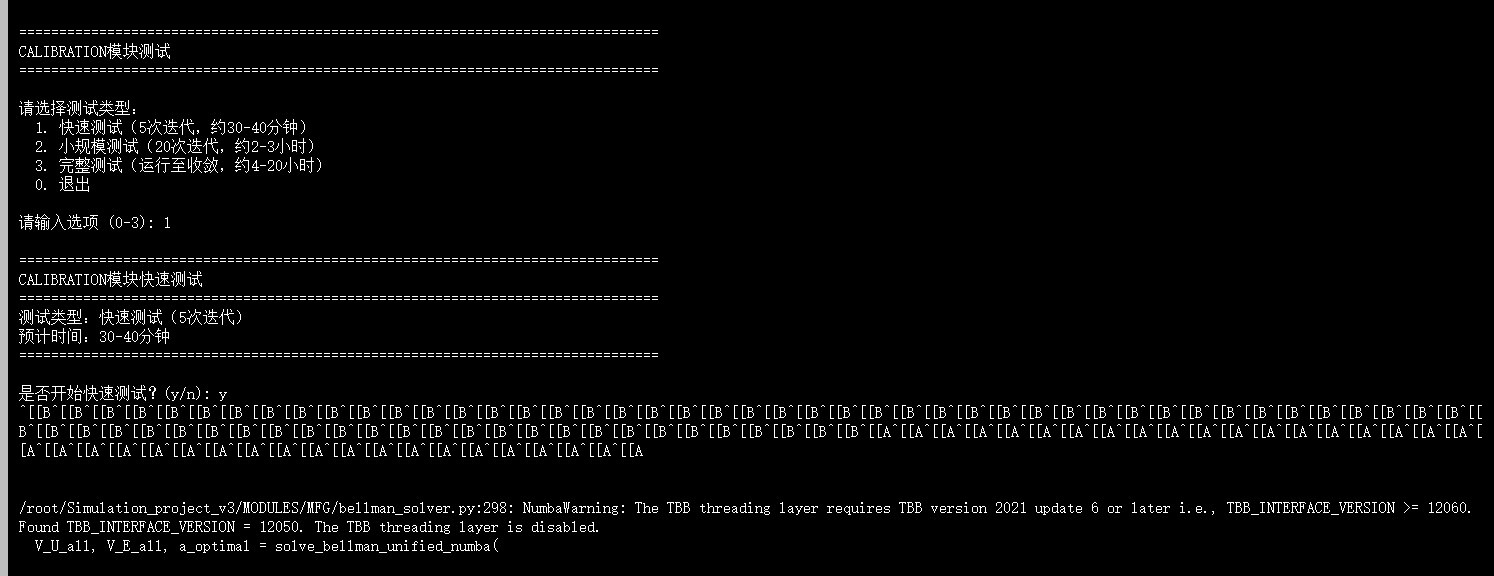 ================================================================================
CALIBRATION模块测试
================================================================================
请选择测试类型:
1. 快速测试（5次迭代，约30-40分钟）
2. 小规模测试（20次迭代，约2-3小时）
3. 完整测试（运行至收敛，约4-20小时）
0. 退出
请输入选项 (0-3): 1
================================================================================
CALIBRATION模块快速测试
================================================================================
测试类型：快速测试（5次迭代）
预计时间：30-40分钟
================================================================================
是否开始快速测试？(y/n): y
^[[B^[[B^[[B^[[B^[[B^[[B^[[B^[[B^[[B^[[B^[[B^[[B^[[B^[[B^[[B^[[B^[[B^[[B^[[B^[[B^[[B^[[B^[[B^[[B^[[B^[[B^[[B^[[B^[[B^[[B^[[B^[[B^[[B^[[B^[[B^[[B^[[B^[[B^[[B^[[B^[[B^[[B^[[B^[[B^[[B^[[
B^[[B^[[B^[[B^[[B^[[B^[[B^[[B^[[B^[[B^[[B^[[B^[[B^[[B^[[B^[[B^[[B^[[B^[[B^[[B^[[B^[[B^[[B^[[B^[[B^[[B^[[B^[[A^[[A^[[A^[[A^[[A^[[A^[[A^[[A^[[A^[[A^[[A^[[A^[[A^[[A^[[A^[[A^[[A^[[A^[
[A^[[A^[[A^[[A^[[A^[[A^[[A^[[A^[[A^[[A^[[A^[[A^[[A^[[A^[[A^[[A^[[A^[[A^[[A^[[A
/root/Simulation_project_v3/MODULES/MFG/bellman_solver.py:298: NumbaWarning: The TBB threading layer requires TBB version 2021 update 6 or later i.e., TBB_INTERFACE_VERSION >= 12060.
Found TBB_INTERFACE_VERSION = 12050. The TBB threading layer is disabled.
V_U_all, V_E_all, a_optimal = solve_bellman_unified_numba(